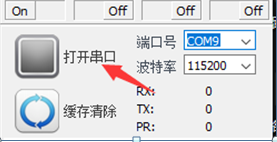 On Off Off Off
打开串口 端口号 COM9
波特率 115200
RX: 0
缓存清除 TX: 0
PR: 0